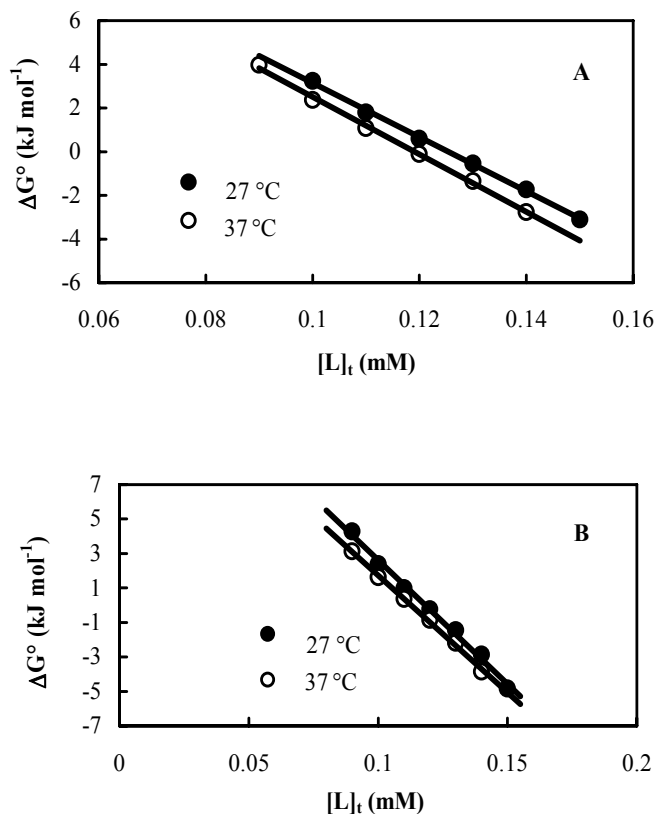 6
4
2
0
-2
-4
-6
ΔG° (kJ mol⁻¹)
A
27 °C
37 °C
0.06 0.08 0.1 0.12 0.14 0.16
[L]t (mM)
7
5
3
1
-1
-3
-5
-7
ΔG° (kJ mol⁻¹)
B
27 °C
37 °C
0 0.05 0.1 0.15 0.2
[L]t (mM)